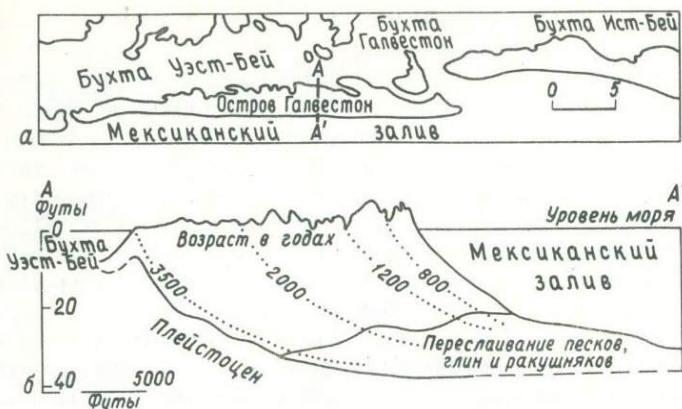 Бухта Уэст-Бей
Бухта
Галвестон
Бухта Ист-Бей
А
Остров Галвестон
0 5
а
Мексиканский залив
А'
А
Футы
А'
0
Уровень моря
Бухта
Уэст-Бей
Возраст в годах
Мексиканский
залив
3500
2000
1200
800
20
Плейстоцен
Переслаивание песков,
глин и ракушняков
б
40
5000
Футы